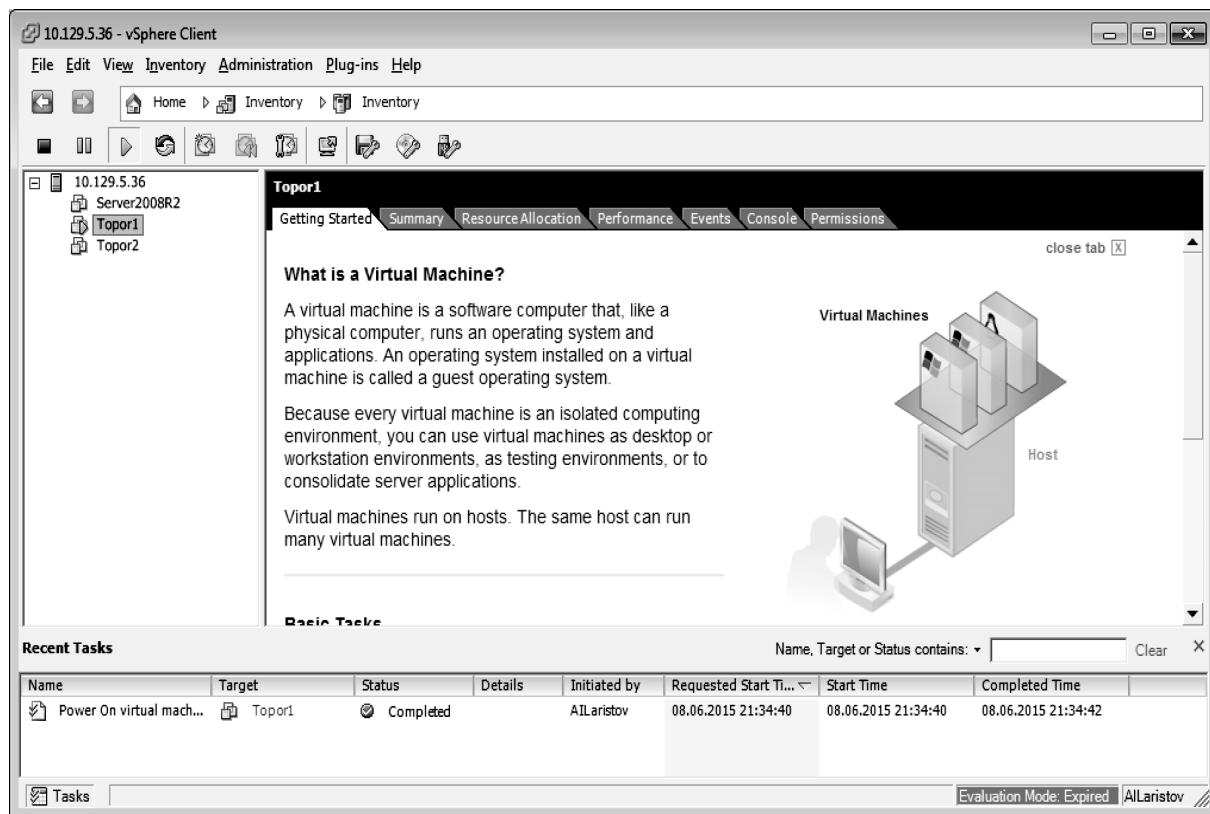 10.129.5.36 - vSphere Client
File Edit View Inventory Administration Plug-ins Help
Home Inventory Inventory
10.129.5.36
Server2008R2
Topor1
Topor2
Topor1
Getting Started Summary Resource Allocation Performance Events Console Permissions
close tab X
What is a Virtual Machine?
A virtual machine is a software computer that, like a
physical computer, runs an operating system and
applications. An operating system installed on a virtual
machine is called a guest operating system.
Because every virtual machine is an isolated computing
environment, you can use virtual machines as desktop or
workstation environments, as testing environments, or to
consolidate server applications.
Virtual machines run on hosts. The same host can run
many virtual machines.
Virtual Machines
Host
Basic Tasks
Recent Tasks
Name, Target or Status contains: Clear
Name Target Status Details Initiated by Requested Start Ti... Start Time Completed Time
Power On virtual mach... Topor1 Completed AILaristov 08.06.2015 21:34:40 08.06.2015 21:34:40 08.06.2015 21:34:42
Tasks Evaluation Mode: Expired AILaristov